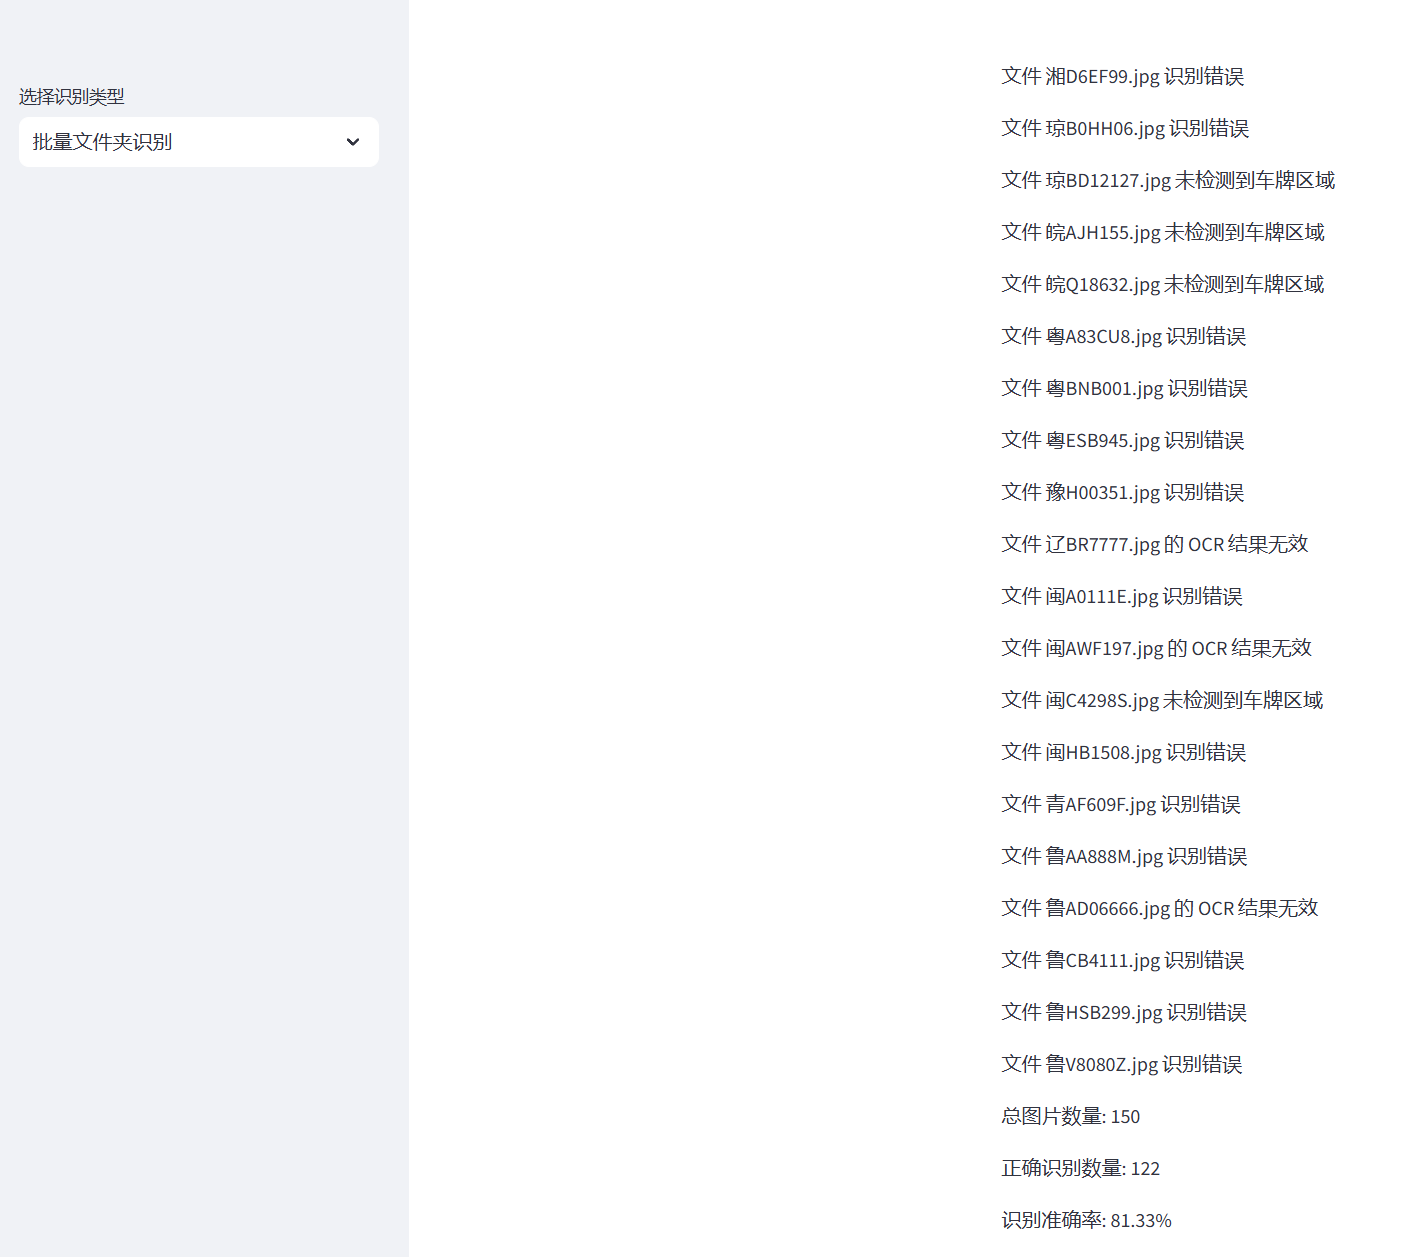 选择识别类型
批量文件夹识别
文件 湘D6EF99.jpg 识别错误
文件 琼B0HH06.jpg 识别错误
文件 琼BD12127.jpg 未检测到车牌区域
文件 皖AJH155.jpg 未检测到车牌区域
文件 皖Q18632.jpg 未检测到车牌区域
文件 粤A83CU8.jpg 识别错误
文件 粤BNB001.jpg 识别错误
文件 粤ESB945.jpg 识别错误
文件 豫H00351.jpg 识别错误
文件 辽BR7777.jpg 的 OCR 结果无效
文件 闽A0111E.jpg 识别错误
文件 闽AWF197.jpg 的 OCR 结果无效
文件 闽C4298S.jpg 未检测到车牌区域
文件 闽HB1508.jpg 识别错误
文件 青AF609F.jpg 识别错误
文件 鲁AA888M.jpg 识别错误
文件 鲁AD06666.jpg 的 OCR 结果无效
文件 鲁CB4111.jpg 识别错误
文件 鲁HSB299.jpg 识别错误
文件 鲁V8080Z.jpg 识别错误
总图片数量: 150
正确识别数量: 122
识别准确率: 81.33%